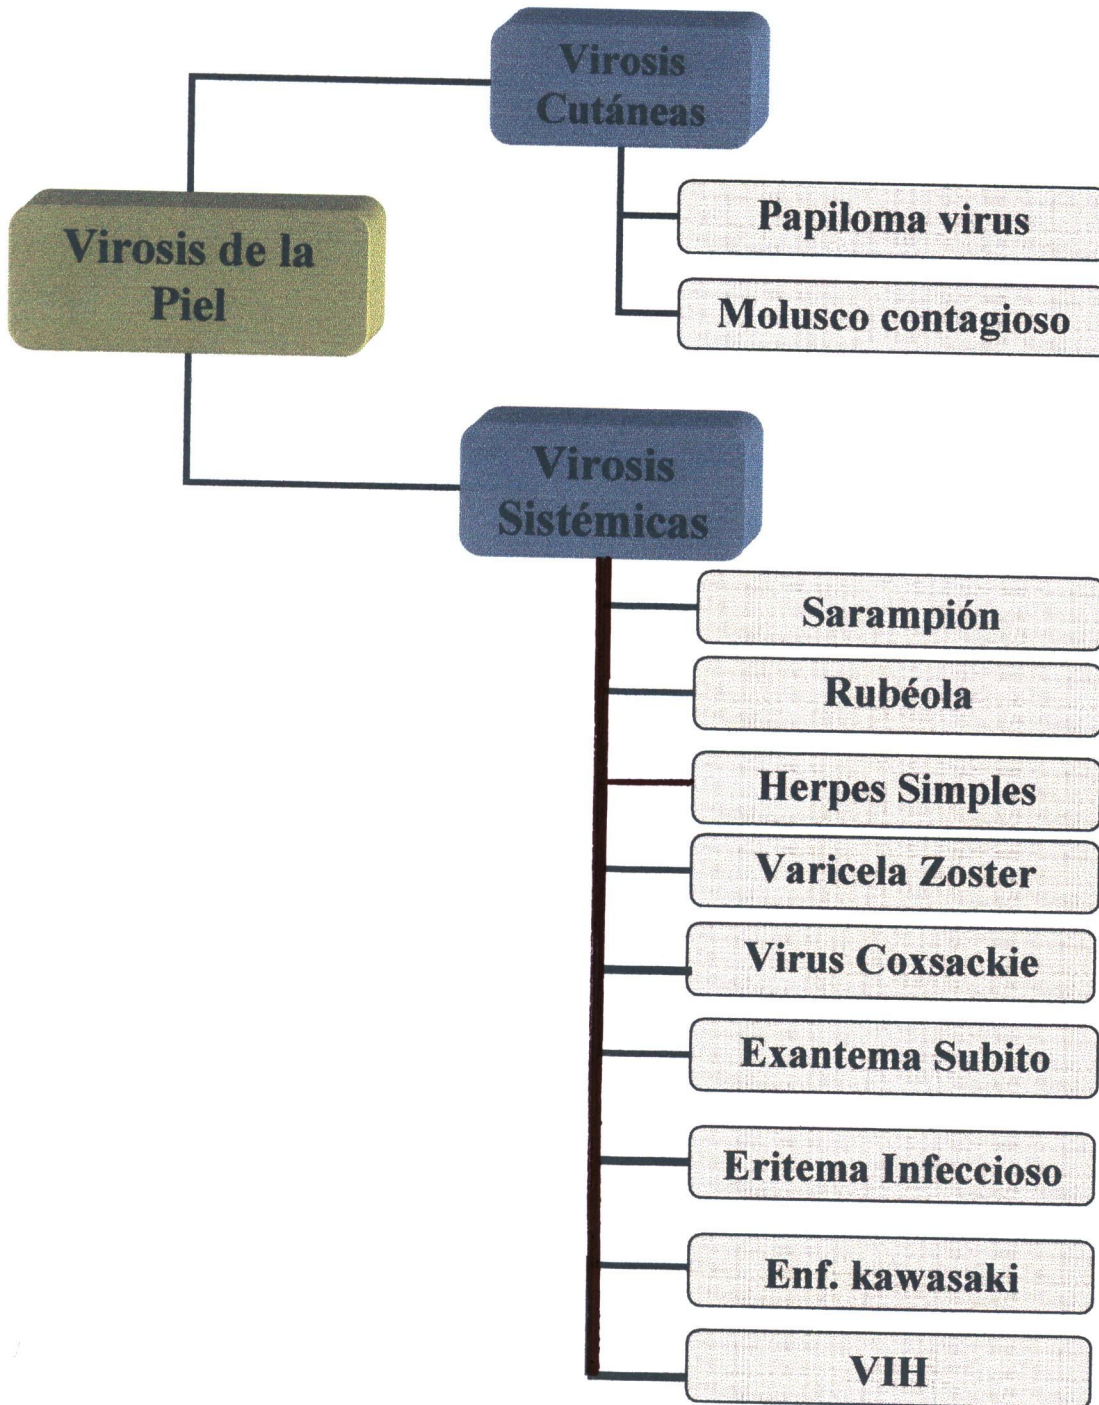 Virosis
Cutáneas
Papiloma virus
Virosis de la
Piel
Molusco contagioso
Virosis
Sistémicas
Sarampión
Rubéola
Herpes Simples
Varicela Zoster
Virus Coxsackie
Exantema Subito
Eritema Infeccioso
Enf. kawasaki
VIH